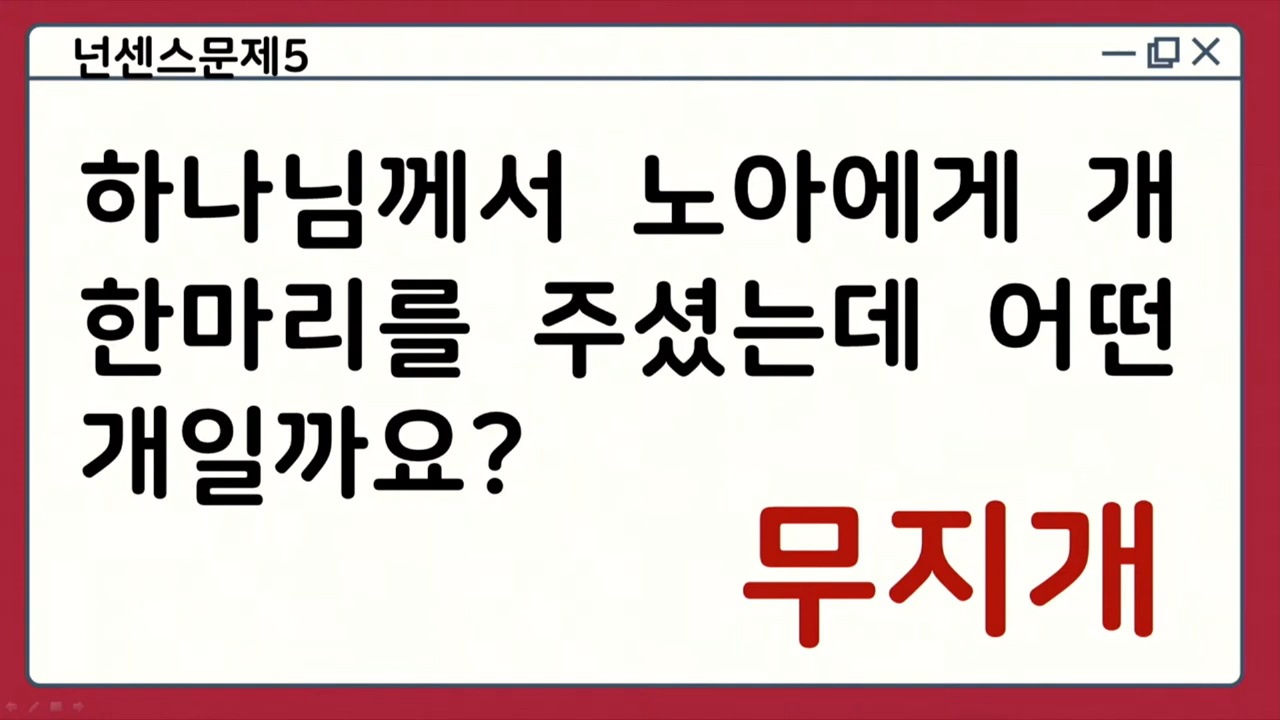 넌센스문제5
하나님께서 노아에게 개
한마리를 주셨는데 어떤
개일까요?
무지개